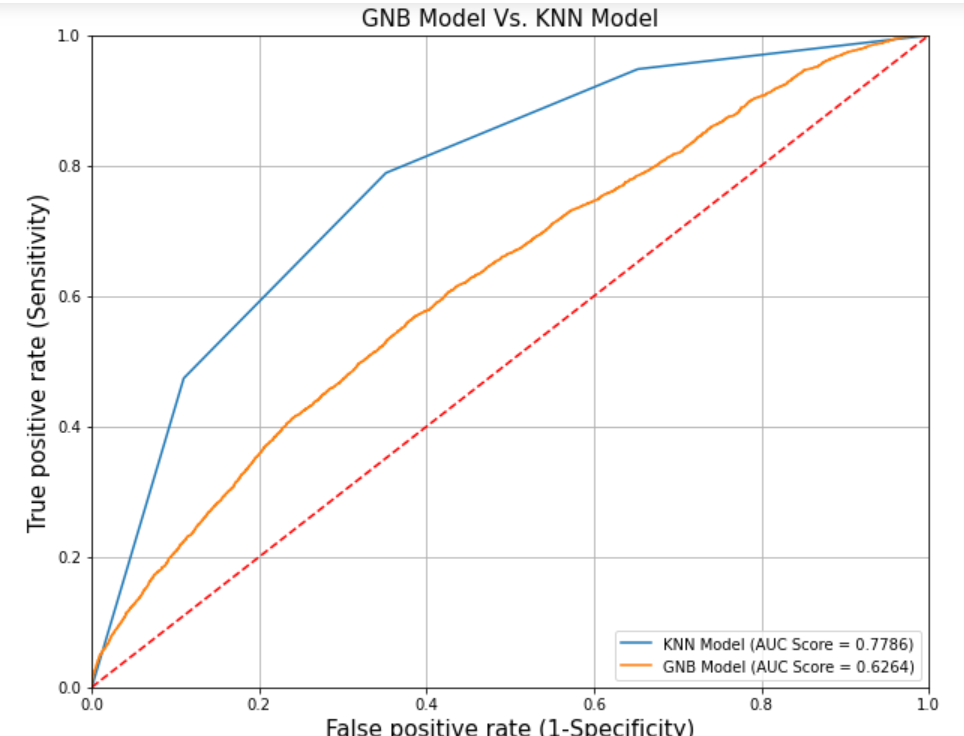 GNB Model Vs. KNN Model
1.0
0.8
0.6
0.4
0.2
0.0
True positive rate (Sensitivity)
KNN Model (AUC Score = 0.7786)
GNB Model (AUC Score = 0.6264)
0.0 0.2 0.4 0.6 0.8 1.0
False positive rate (1-Specificity)